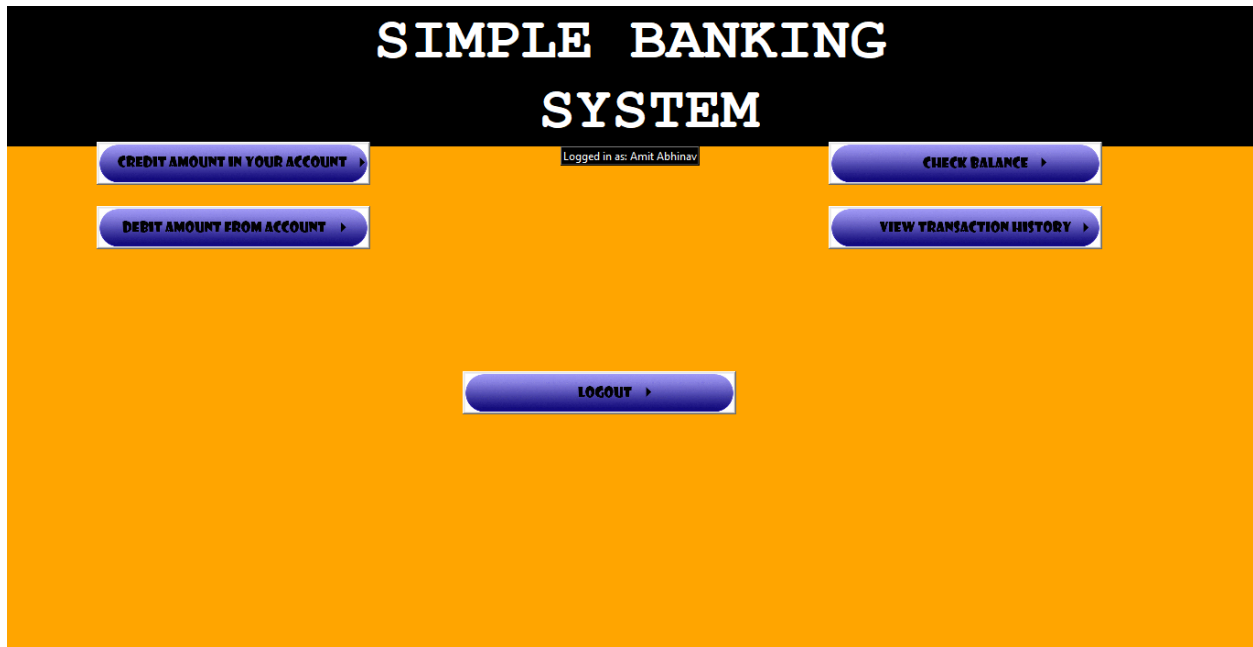 SIMPLE BANKING
SYSTEM
Logged in as: Amit Abhinav
CREDIT AMOUNT IN YOUR ACCOUNT
CHECK BALANCE
DEBIT AMOUNT FROM ACCOUNT
VIEW TRANSACTION HISTORY
LOGOUT